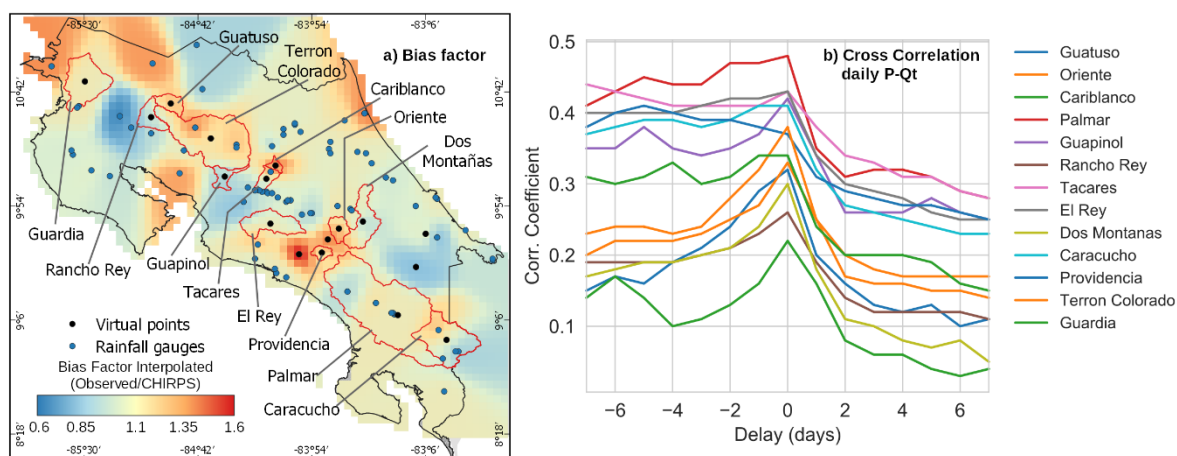 -85°30′ -84°42′ -83°54′ -83°6′
Guatuso
Terron
Colorado
a) Bias factor
Cariblanco
Oriente
Dos
Montañas
10°42′ 10°42′
9°54′ 9°54′
9°6′ 9°6′
8°18′ 8°18′
Guardia
Rancho Rey
Guapinol
Tacares
El Rey
Providencia
Palmar
Caracucho
Virtual points
Rainfall gauges
Bias Factor Interpolated
(Observed/CHIRPS)
0.6 0.85 1.1 1.35 1.6
-85°30′ -84°42′ -83°54′ -83°6′
b) Cross Correlation
daily P-Qt
Corr. Coefficient
0.5
0.4
0.3
0.2
0.1
−6 −4 −2 0 2 4 6
Delay (days)
Guatuso
Oriente
Cariblanco
Palmar
Guapinol
Rancho Rey
Tacares
El Rey
Dos Montanas
Caracucho
Providencia
Terron Colorado
Guardia